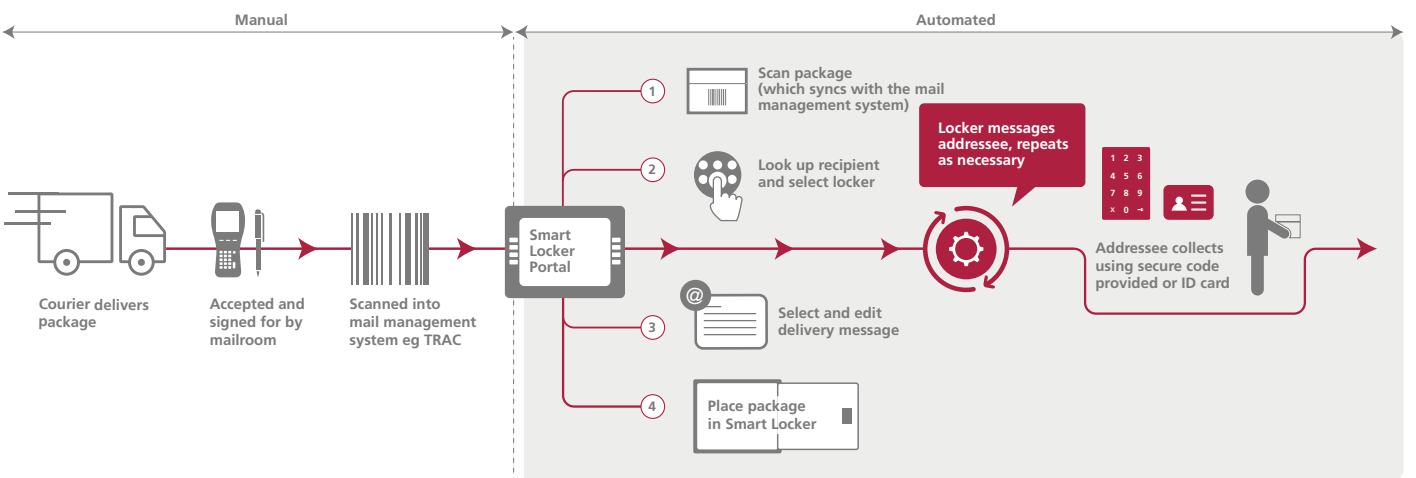 Manual
Automated
Courier delivers
package
Accepted and
signed for by
mailroom
Scanned into
mail management
system eg TRAC
Smart
Locker
Portal
1
Scan package
(which syncs with the mail
management system)
2
Look up recipient
and select locker
3
@
Select and edit
delivery message
4
Place package
in Smart Locker
Locker messages
addressee, repeats
as necessary
1 2 3
4 5 6
7 8 9
x 0 →
Addressee collects
using secure code
provided or ID card